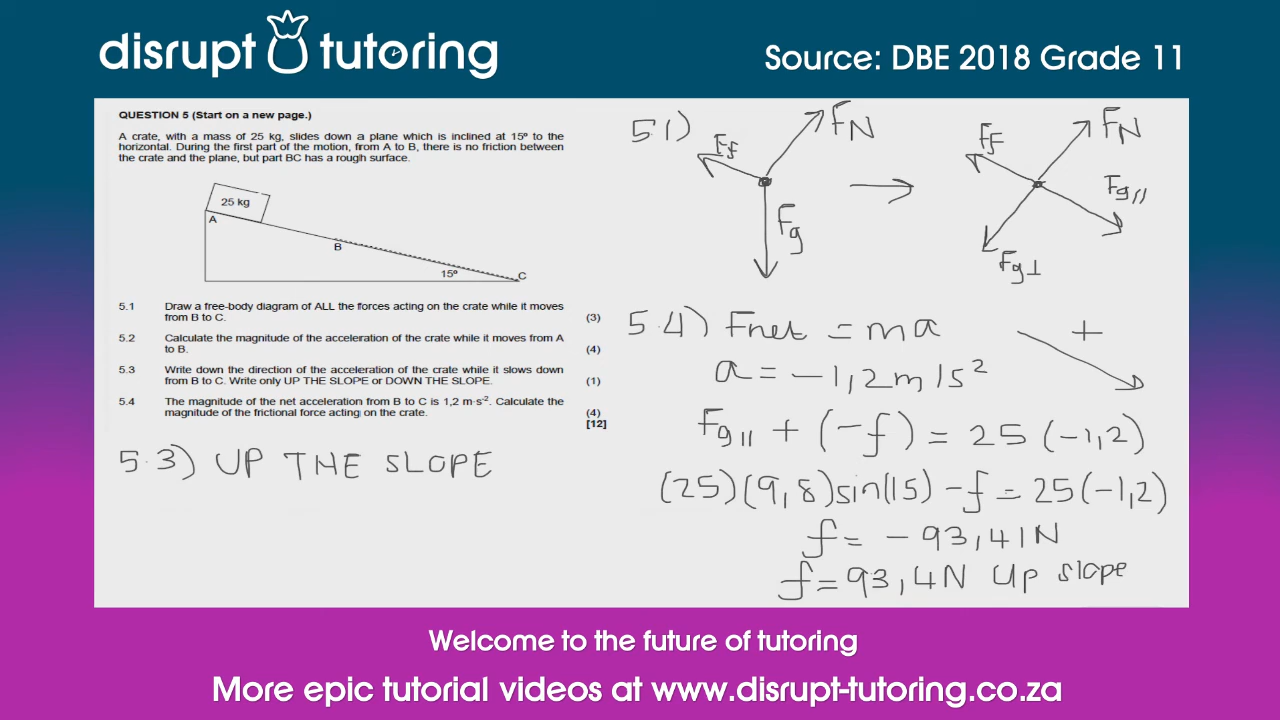 disrupt tutoring
Source: DBE 2018 Grade 11
QUESTION 5 (Start on a new page.)
A crate, with a mass of 25 kg, slides down a plane which is inclined at 15º to the
horizontal. During the first part of the motion, from A to B, there is no friction between
the crate and the plane, but part BC has a rough surface.
25 kg
A
B
15º
C
5.1 Draw a free-body diagram of ALL the forces acting on the crate while it moves
from B to C. (3)
5.2 Calculate the magnitude of the acceleration of the crate while it moves from A
to B. (4)
5.3 Write down the direction of the acceleration of the crate while it slows down
from B to C. Write only UP THE SLOPE or DOWN THE SLOPE. (1)
5.4 The magnitude of the net acceleration from B to C is 1,2 m·s⁻². Calculate the
magnitude of the frictional force acting on the crate. (4)
[12]
5.3) UP THE SLOPE
5.1)
Ff
FN
Fg
Ff
FN
Fg//
Fg⊥
5.4) Fnet = ma
+
a = -1,2m/s²
Fg// + (-f) = 25 (-1,2)
(25)(9,8)sin(15) - f = 25(-1,2)
f = - 93,41N
f = 93,4N Up slope
Welcome to the future of tutoring
More epic tutorial videos at www.disrupt-tutoring.co.za